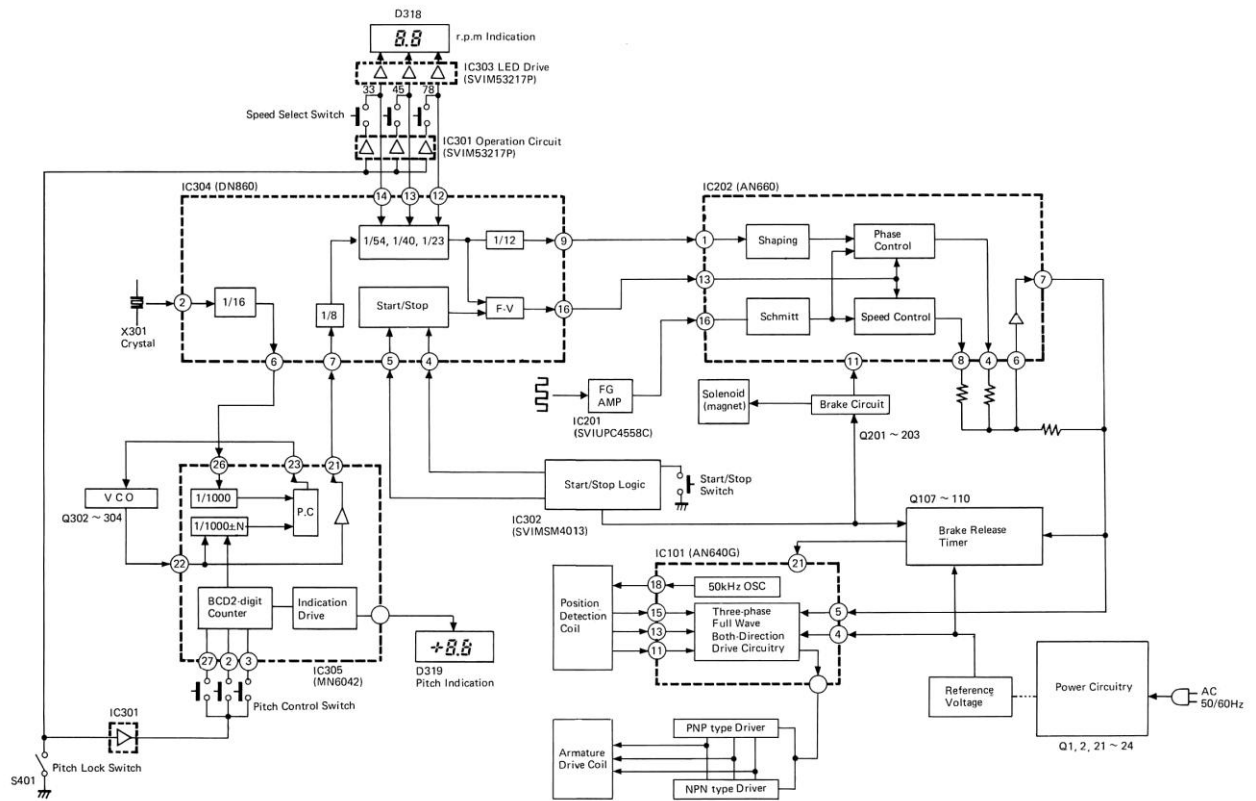 D318
8.8
r.p.m Indication
IC303 LED Drive
(SVIM53217P)
33
45
78
Speed Select Switch
IC301 Operation Circuit
(SVIM53217P)
IC304 (DN860)
14
13
12
1/54, 1/40, 1/23
1/12
9
X301
Crystal
2
1/16
1/8
Start/Stop
F-V
16
6
7
5
4
IC202 (AN660)
1
Shaping
Phase
Control
13
7
16
Schmitt
Speed Control
11
8
4
6
FG
AMP
IC201
(SVIUPC4558C)
Solenoid
(magnet)
Brake Circuit
Q201 ~ 203
Start/Stop Logic
IC302
(SVIMSM4013)
Start/Stop
Switch
VCO
Q302 ~ 304
26
23
21
1/1000
P.C
1/1000±N
22
BCD2-digit
Counter
Indication
Drive
27
2
3
IC305
(MN6042)
+8.8
D319
Pitch Indication
Pitch Control Switch
IC301
S401
Pitch Lock Switch
Q107 ~ 110
Brake Release
Timer
IC101 (AN640G)
21
Position
Detection
Coil
18
50kHz OSC
15
13
11
Three-phase
Full Wave
Both-Direction
Drive Circuitry
5
4
Reference
Voltage
Power Circuitry
AC
50/60Hz
Q1, 2, 21 ~ 24
Armature
Drive Coil
PNP type Driver
NPN type Driver